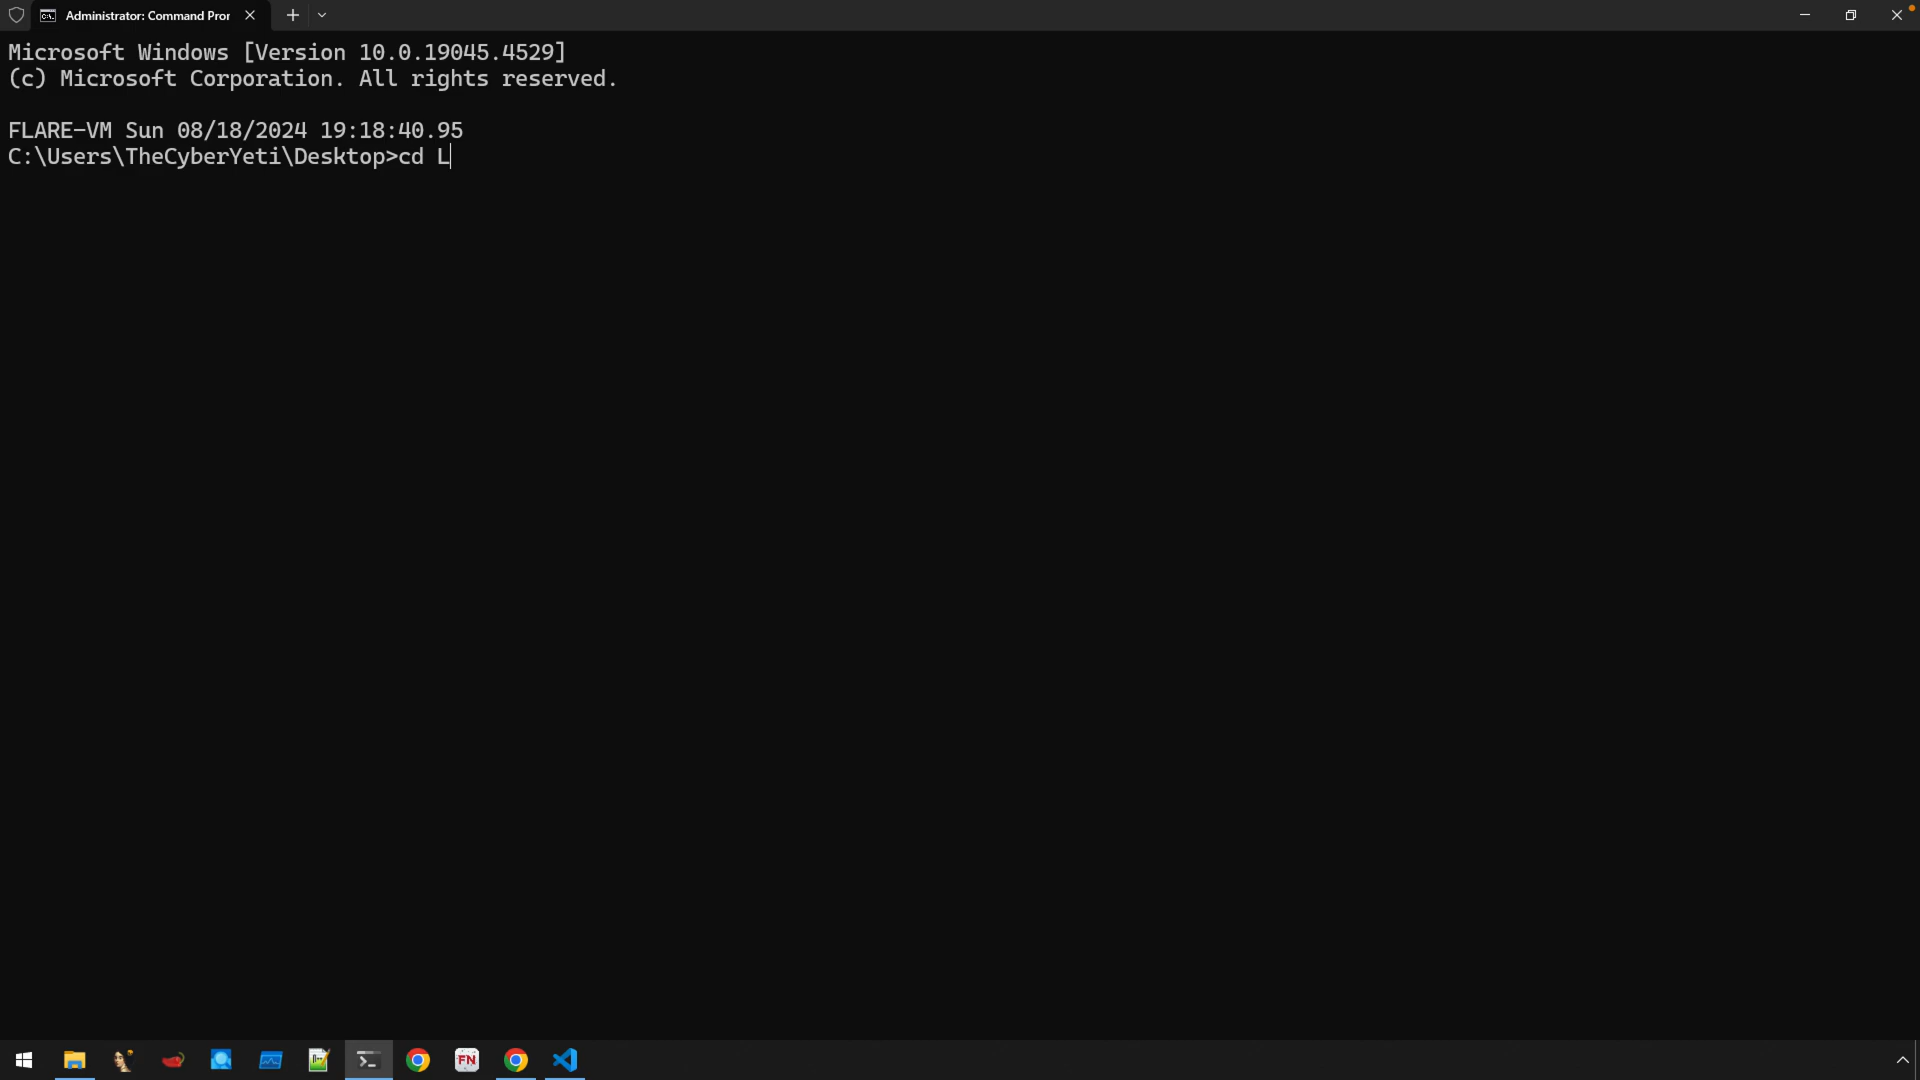 Administrator: Command Pror
Microsoft Windows [Version 10.0.19045.4529]
(c) Microsoft Corporation. All rights reserved.
FLARE-VM Sun 08/18/2024 19:18:40.95
C:\Users\TheCyberYeti\Desktop>cd L
FN